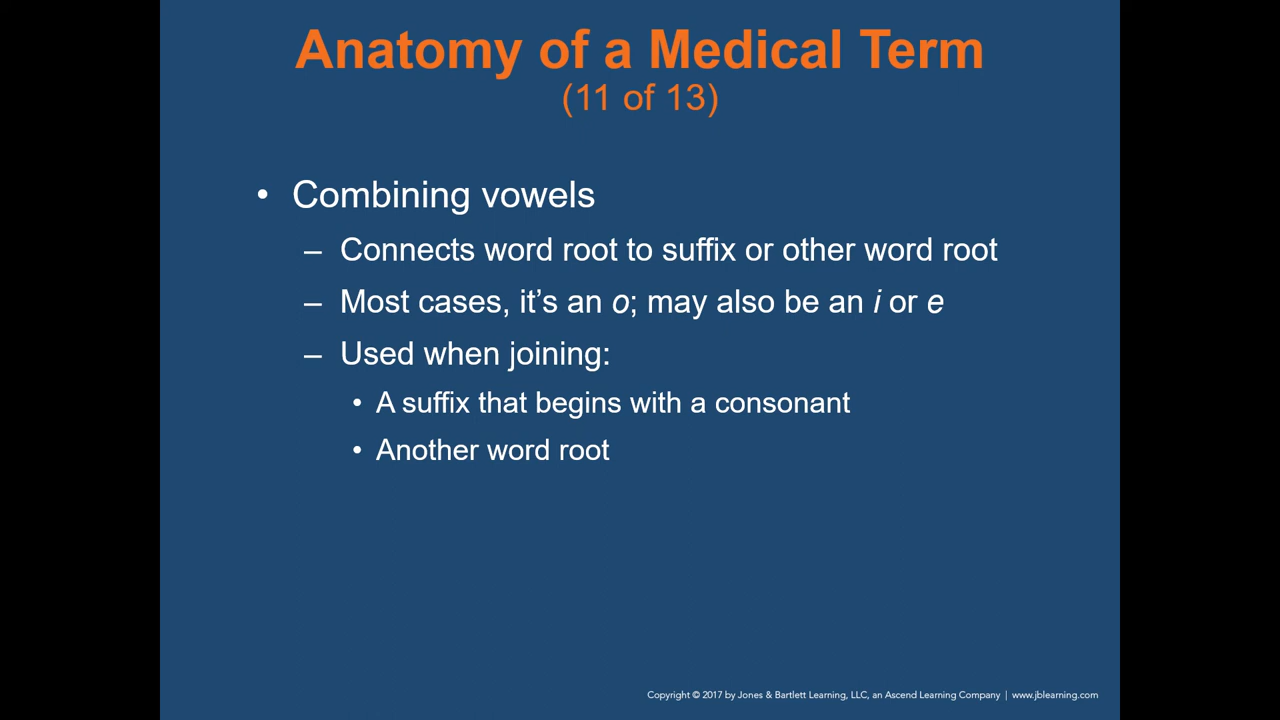 Anatomy of a Medical Term
(11 of 13)
• Combining vowels
– Connects word root to suffix or other word root
– Most cases, it’s an o; may also be an i or e
– Used when joining:
• A suffix that begins with a consonant
• Another word root
Copyright © 2017 by Jones & Bartlett Learning, LLC, an Ascend Learning Company | www.jblearning.com